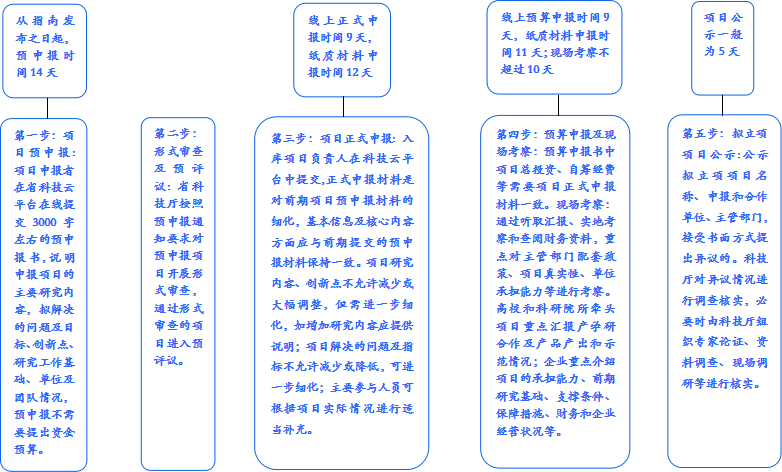 从指南发
布之日起，
预申报时
间14天
线上正式申
报时间9天，
纸质材料申
报时间12天
线上预算申报时间9
天，纸质材料申报时
间11天；现场考察不
超过10天
项目公
示一般
为5天
第一步：项
目预申报：
项目申报者
在省科技云
平台在线提
交3000字
左右的预申
报书，说明
申报项目的
主要研究内
容，拟解决
的问题及目
标、创新点、
研究工作基
础、单位及
团队情况，
预申报不需
要提出资金
预算。
第二步：
形式审查
及预评
议：省科
技厅按照
预申报通
知要求对
预申报项
目开展形
式审查，
通过形式
审查的项
目进入预
评议。
第三步：项目正式申报：入
库项目负责人在科技云平
台中提交，正式申报材料是
对前期项目预申报材料的
细化，基本信息及核心内容
方面应与前期提交的预申
报材料保持一致。项目研究
内容、创新点不允许减少或
大幅调整，但需进一步细
化，如增加研究内容应提供
说明；项目解决的问题及指
标不允许减少或降低，可进
一步细化；主要参与人员可
根据项目实际情况进行适
当补充。
第四步：预算申报及现
场考察：预算申报书中
项目总投资、自筹经费
等需要项目正式申报
材料一致。现场考察：
通过听取汇报、实地考
察和查阅财务资料，重
点对主管部门配套政
策、项目真实性、单位
承担能力等进行考察。
高校和科研院所牵头
项目重点汇报产学研
合作及产品产出和示
范情况；企业重点介绍
项目的承担能力、前期
研究基础、支撑条件、
保障措施、财务和企业
经营状况等。
第五步：拟立项
项目公示：公示
拟立项项目名
称、申报和合作
单位、主管部门，
接受书面方式提
出异议的。科技
厅对异议情况进
行调查核实，必
要时由科技厅组
织专家论证、资
料调查、现场调
研等进行核实。